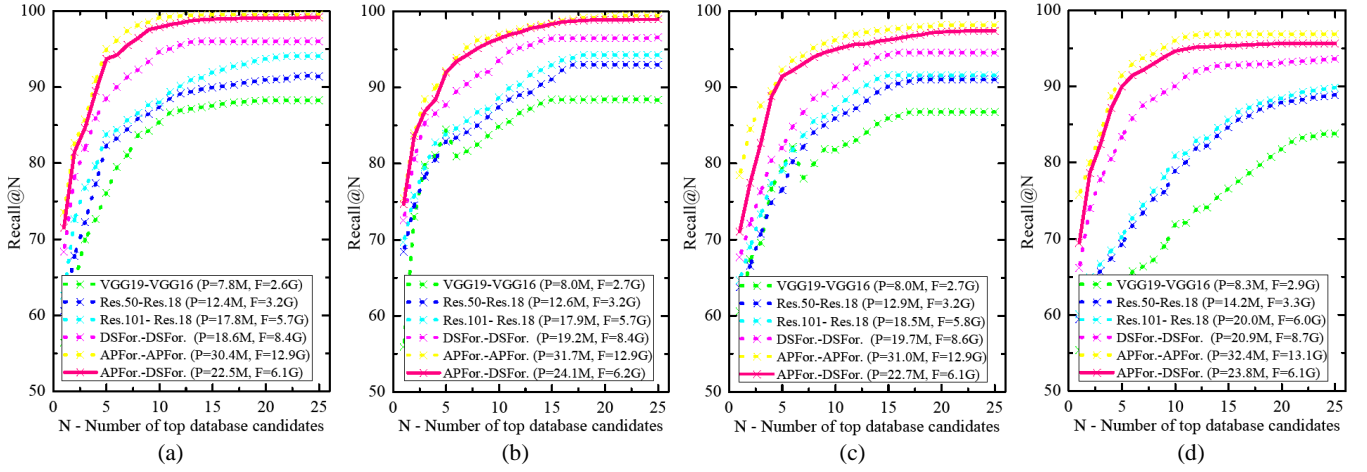 100
90
80
70
60
50
Recall@N
0 5 10 15 20 25
N - Number of top database candidates
VGG19-VGG16 (P=7.8M, F=2.6G)
Res.50-Res.18 (P=12.4M, F=3.2G)
Res.101- Res.18 (P=17.8M, F=5.7G)
DSFor.-DSFor. (P=18.6M, F=8.4G)
APFor.-APFor. (P=30.4M, F=12.9G)
APFor.-DSFor. (P=22.5M, F=6.1G)
(a)
100
90
80
70
60
50
Recall@N
0 5 10 15 20 25
N - Number of top database candidates
VGG19-VGG16 (P=8.0M, F=2.7G)
Res.50-Res.18 (P=12.6M, F=3.2G)
Res.101- Res.18 (P=17.9M, F=5.7G)
DSFor.-DSFor. (P=19.2M, F=8.4G)
APFor.-APFor. (P=31.7M, F=12.9G)
APFor.-DSFor. (P=24.1M, F=6.2G)
(b)
100
90
80
70
60
50
Recall@N
0 5 10 15 20 25
N - Number of top database candidates
VGG19-VGG16 (P=8.0M, F=2.7G)
Res.50-Res.18 (P=12.9M, F=3.2G)
Res.101- Res.18 (P=18.5M, F=5.8G)
DSFor.-DSFor. (P=19.7M, F=8.6G)
APFor.-APFor. (P=31.0M, F=12.9G)
APFor.-DSFor. (P=22.7M, F=6.1G)
(c)
100
90
80
70
60
50
Recall@N
0 5 10 15 20 25
N - Number of top database candidates
VGG19-VGG16 (P=8.3M, F=2.9G)
Res.50-Res.18 (P=14.2M, F=3.3G)
Res.101- Res.18 (P=20.0M, F=6.0G)
DSFor.-DSFor. (P=20.9M, F=8.7G)
APFor.-APFor. (P=32.4M, F=13.1G)
APFor.-DSFor. (P=23.8M, F=6.1G)
(d)